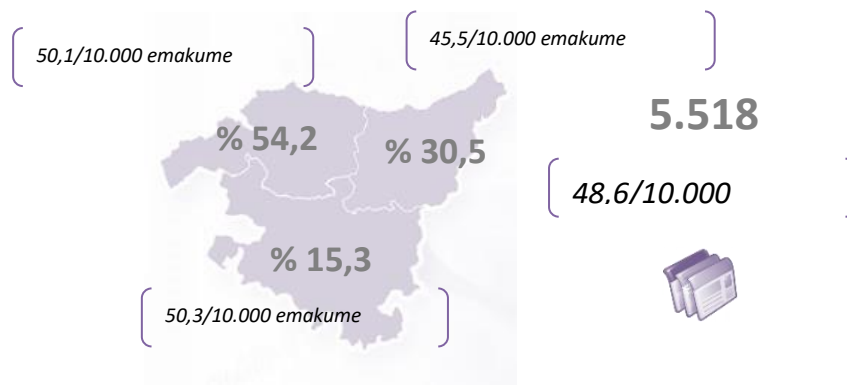 50,1/10.000 emakume
45,5/10.000 emakume
5.518
% 54,2
% 30,5
48,6/10.000
% 15,3
50,3/10.000 emakume